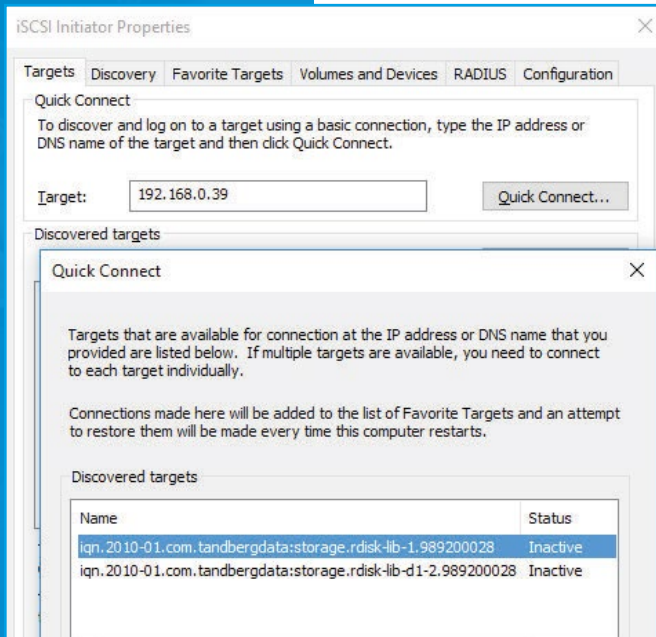 iSCSI Initiator Properties
Targets Discovery Favorite Targets Volumes and Devices RADIUS Configuration
Quick Connect
To discover and log on to a target using a basic connection, type the IP address or
DNS name of the target and then click Quick Connect.
Target: 192.168.0.39 Quick Connect...
Discovered targets
Quick Connect
Targets that are available for connection at the IP address or DNS name that you
provided are listed below. If multiple targets are available, you need to connect
to each target individually.
Connections made here will be added to the list of Favorite Targets and an attempt
to restore them will be made every time this computer restarts.
Discovered targets
Name Status
iqn.2010-01.com.tandbergdata:storage.rdisk-lib-1.989200028 Inactive
iqn.2010-01.com.tandbergdata:storage.rdisk-lib-d1-2.989200028 Inactive